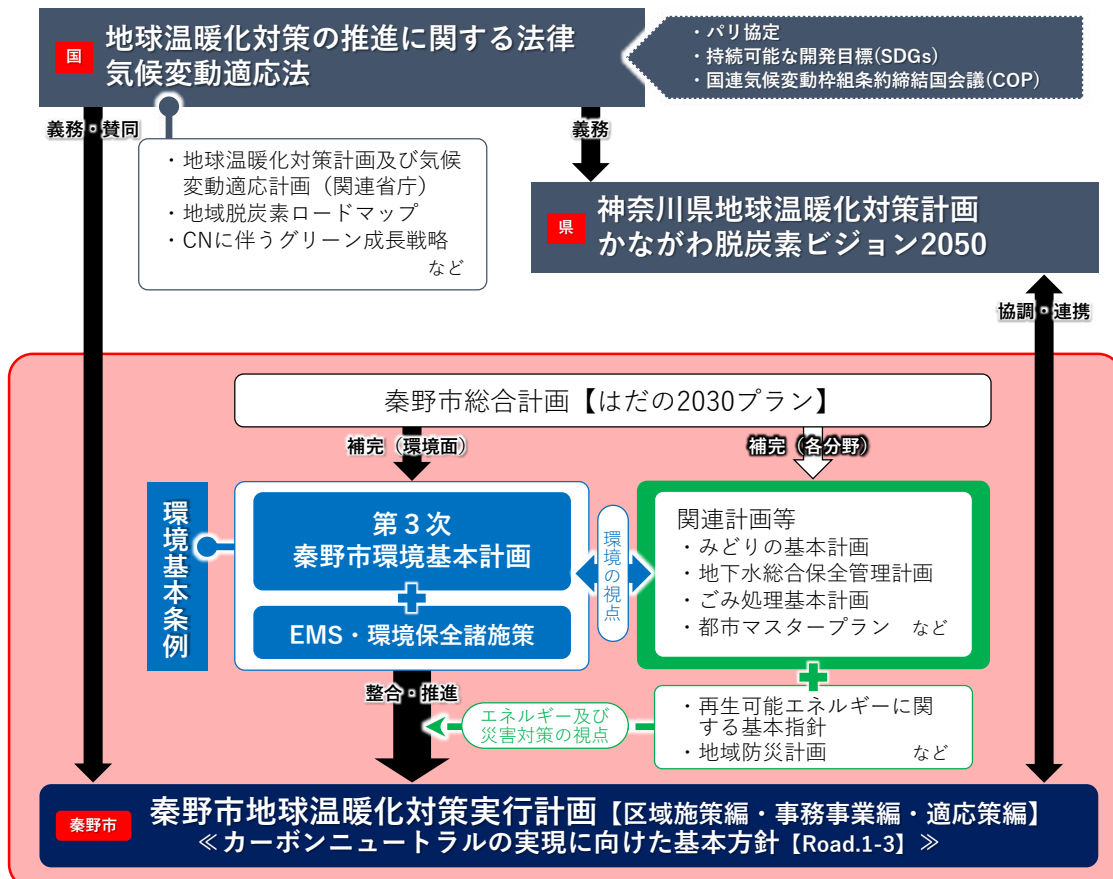 国
地球温暖化対策の推進に関する法律
気候変動適応法
・パリ協定
・持続可能な開発目標(SDGs)
・国連気候変動枠組条約締結国会議(COP)
義務・賛同
・地球温暖化対策計画及び気候
変動適応計画（関連省庁）
・地域脱炭素ロードマップ
・CNに伴うグリーン成長戦略
など
義務
県
神奈川県地球温暖化対策計画
かながわ脱炭素ビジョン2050
協調・連携
秦野市総合計画【はだの2030プラン】
補完（環境面）
補完（各分野）
環境基本条例
第３次
秦野市環境基本計画
EMS・環境保全諸施策
環境の視点
関連計画等
・みどりの基本計画
・地下水総合保全管理計画
・ごみ処理基本計画
・都市マスタープラン　など
整合・推進
エネルギー及び
災害対策の視点
・再生可能エネルギーに関
する基本指針
・地域防災計画　など
秦野市
秦野市地球温暖化対策実行計画【区域施策編・事務事業編・適応策編】
≪カーボンニュートラルの実現に向けた基本方針【Road.1-3】≫